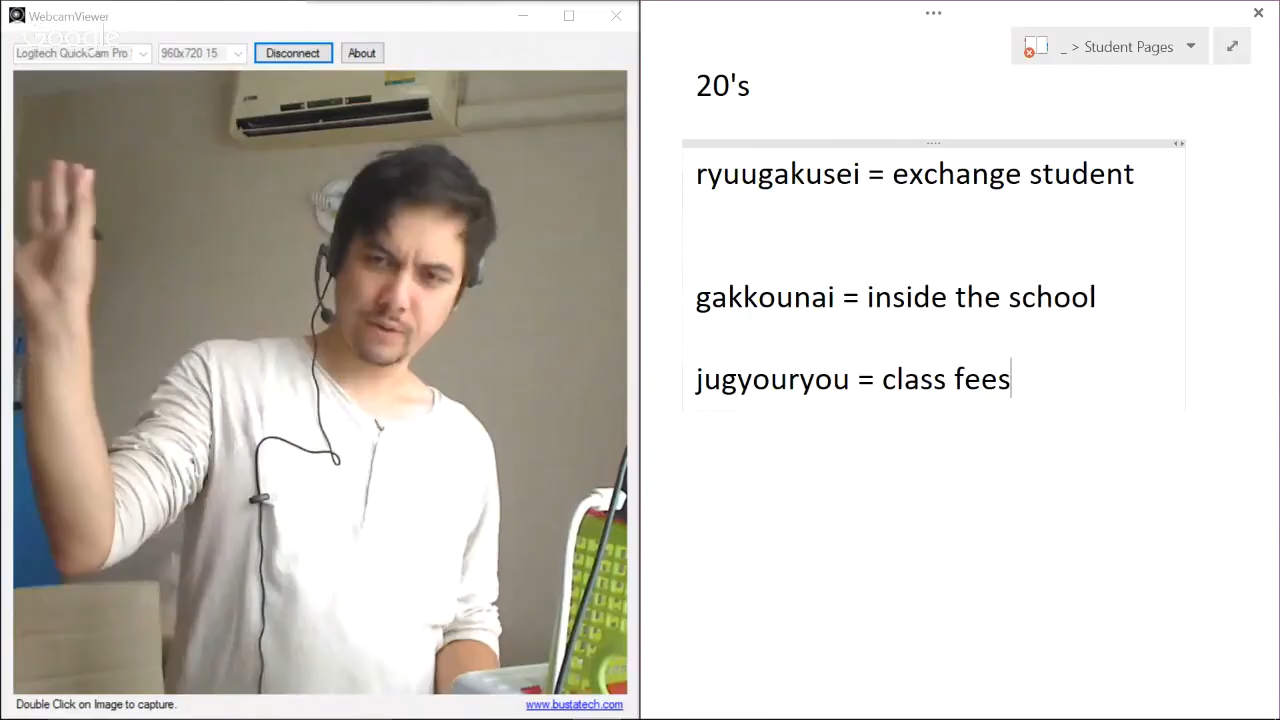 WebcamViewer
Google
Logitech QuickCam Pro
960x720 15
Disconnect
About
Double Click on Image to capture.
www.bustatech.com
_ > Student Pages
20's
ryuugakusei = exchange student
gakkounai = inside the school
jugyouryou = class fees